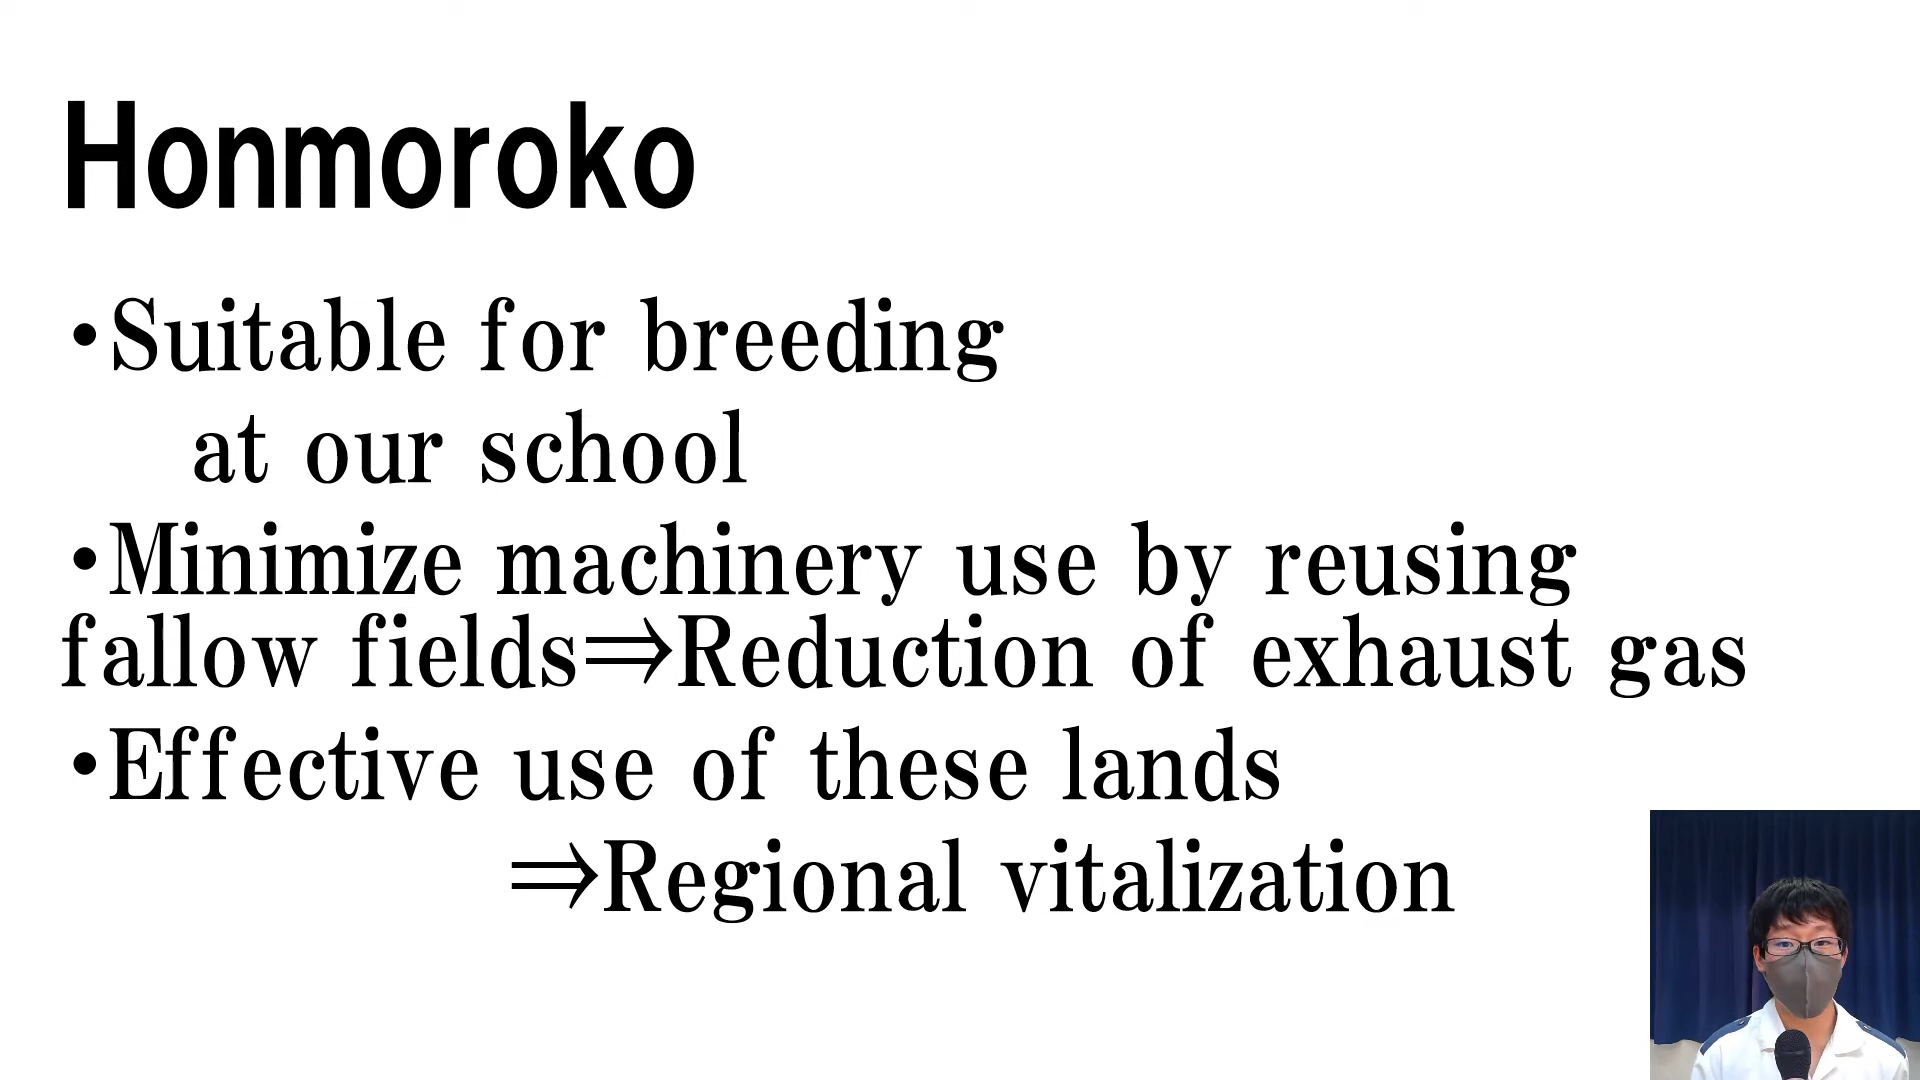 Honmoroko
•Suitable for breeding
at our school
•Minimize machinery use by reusing
fallow fields⇒Reduction of exhaust gas
•Effective use of these lands
⇒Regional vitalization